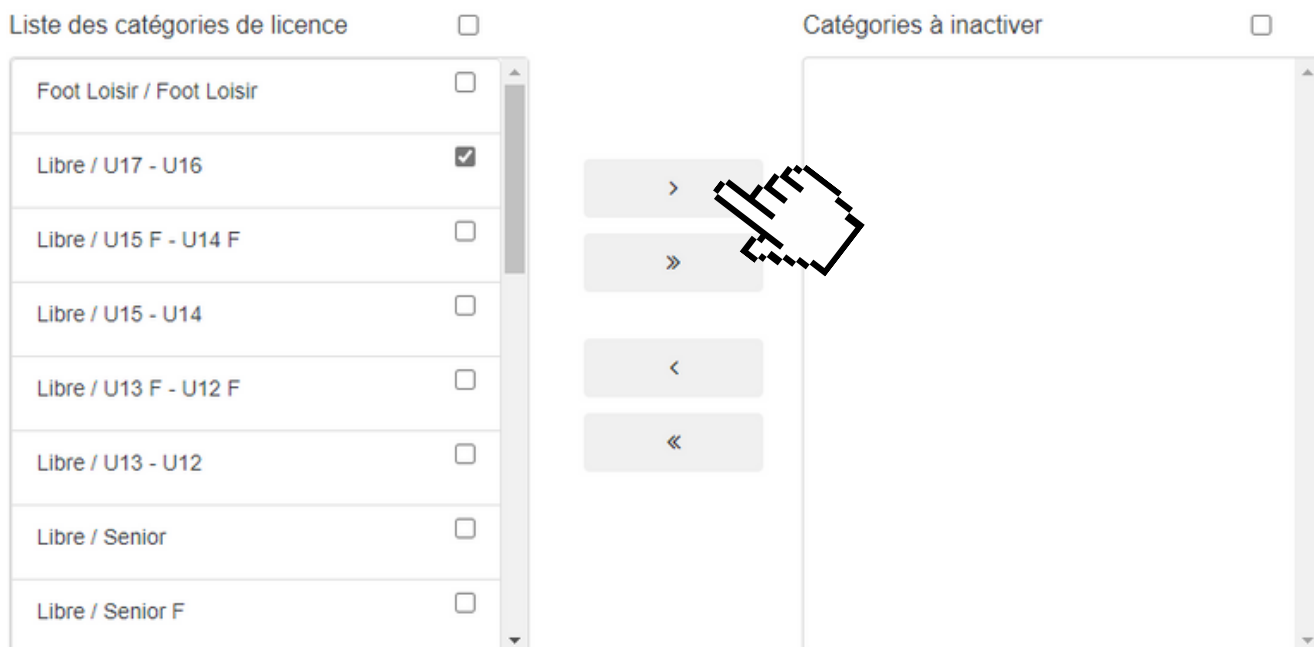 Liste des catégories de licence
Foot Loisir / Foot Loisir
Libre / U17 - U16
Libre / U15 F - U14 F
Libre / U15 - U14
Libre / U13 F - U12 F
Libre / U13 - U12
Libre / Senior
Libre / Senior F
>
»
<
«
Catégories à inactiver